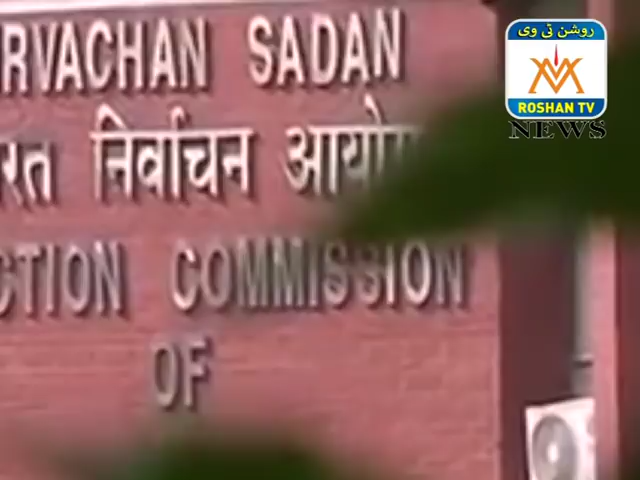 RVACHAN SADAN
रत निर्वाचन आयोग
CTION COMMISSION
OF
روشن ٹی وی
ROSHAN TV
NEWS